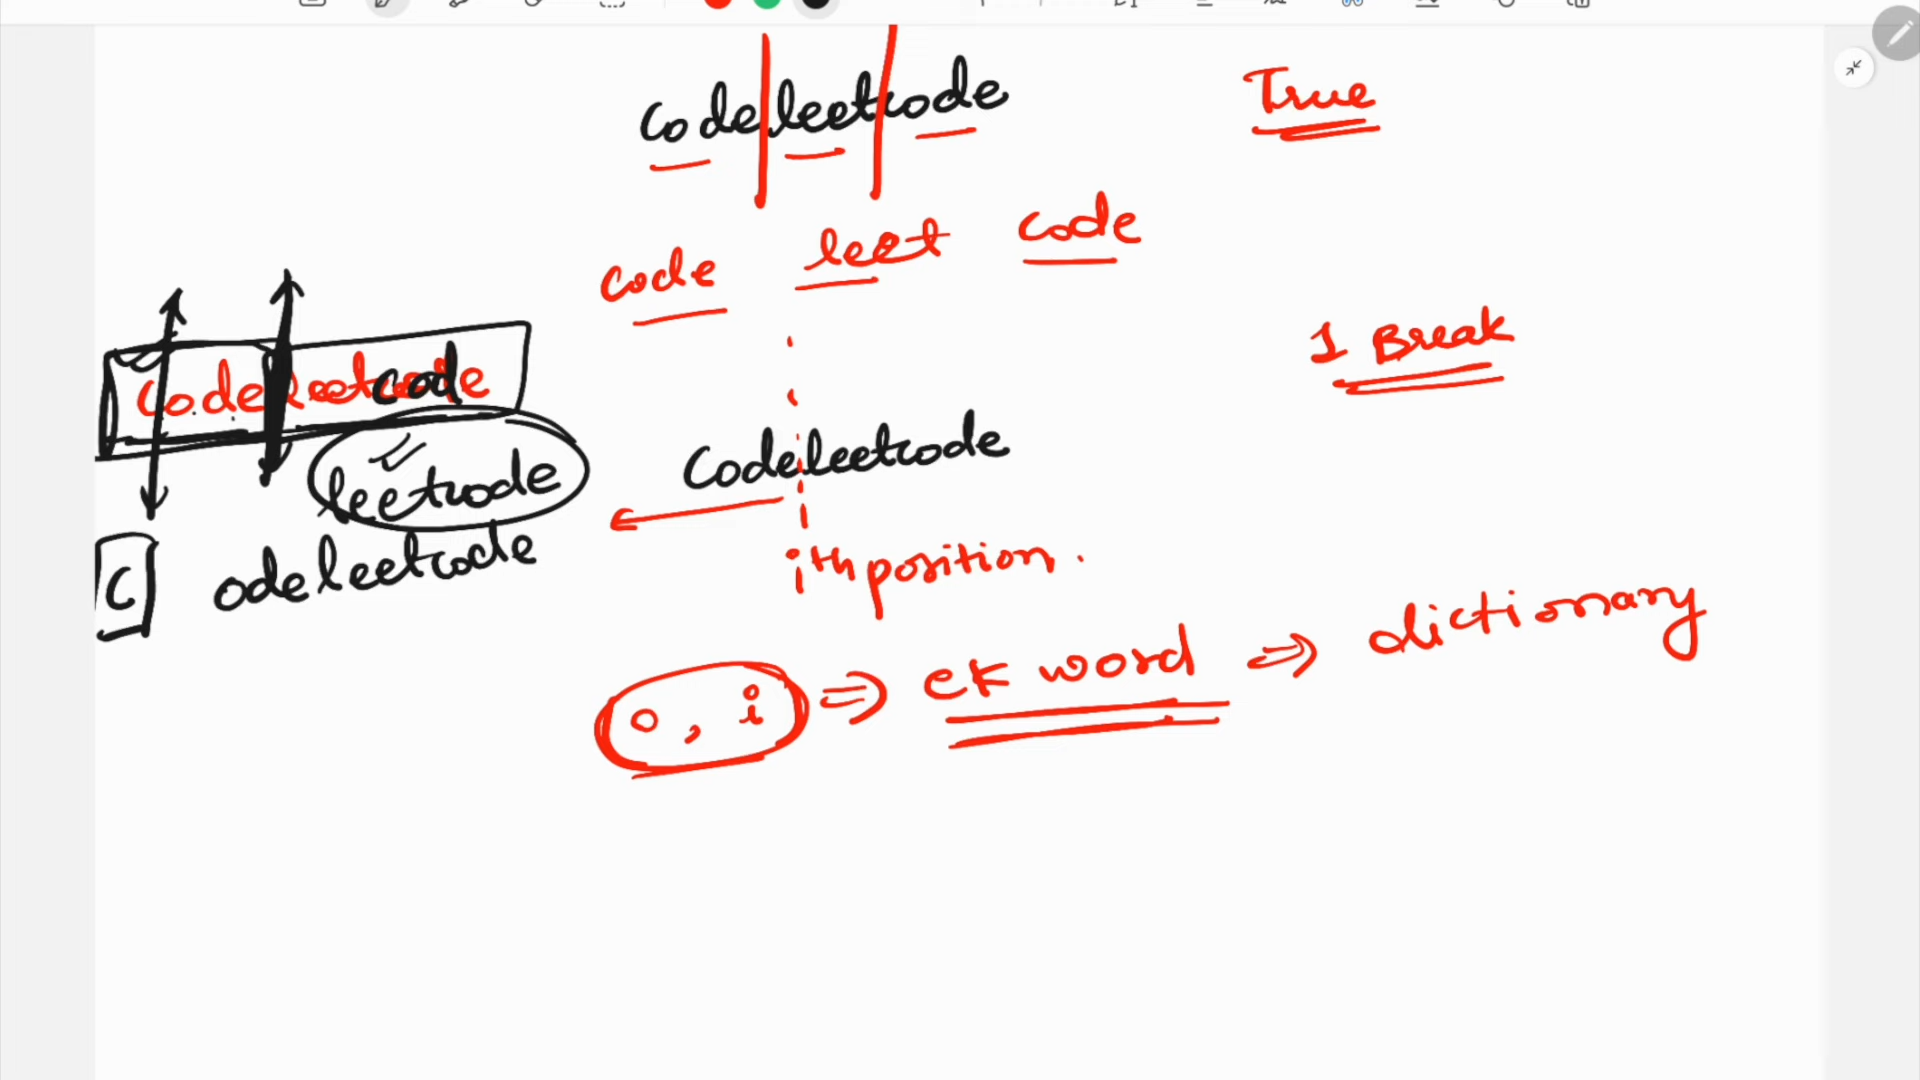 codeleetcode True
code leet code
1 Break
codeleetcode
Codeleetcode
leetcode
ith position.
C odeleetcode
0, i => ek word => dictionary